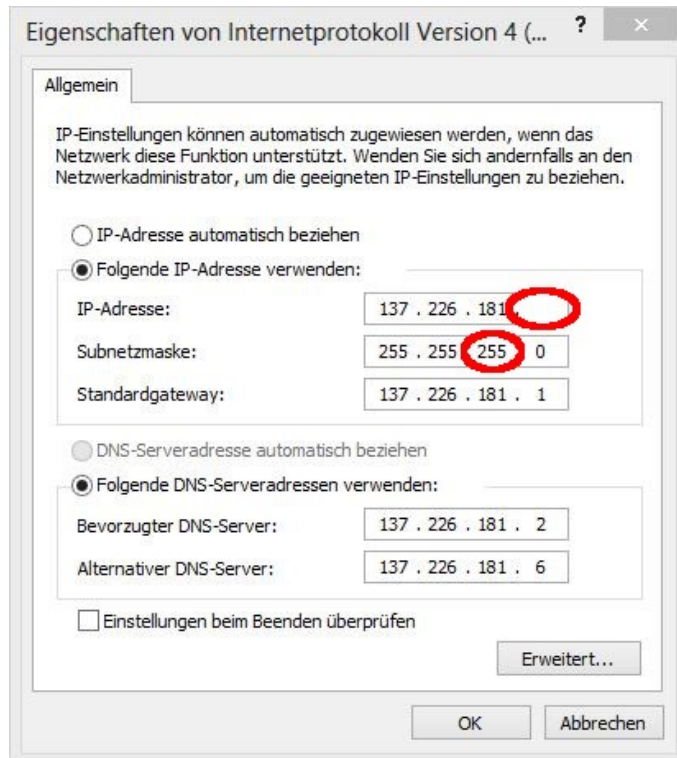 Eigenschaften von Internetprotokoll Version 4 (... ? ×
Allgemein
IP-Einstellungen können automatisch zugewiesen werden, wenn das
Netzwerk diese Funktion unterstützt. Wenden Sie sich andernfalls an den
Netzwerkadministrator, um die geeigneten IP-Einstellungen zu beziehen.
IP-Adresse automatisch beziehen
Folgende IP-Adresse verwenden:
IP-Adresse: 137 . 226 . 181 .
Subnetzmaske: 255 . 255 . 255 . 0
Standardgateway: 137 . 226 . 181 . 1
DNS-Serveradresse automatisch beziehen
Folgende DNS-Serveradressen verwenden:
Bevorzugter DNS-Server: 137 . 226 . 181 . 2
Alternativer DNS-Server: 137 . 226 . 181 . 6
Einstellungen beim Beenden überprüfen
Erweitert...
OK Abbrechen